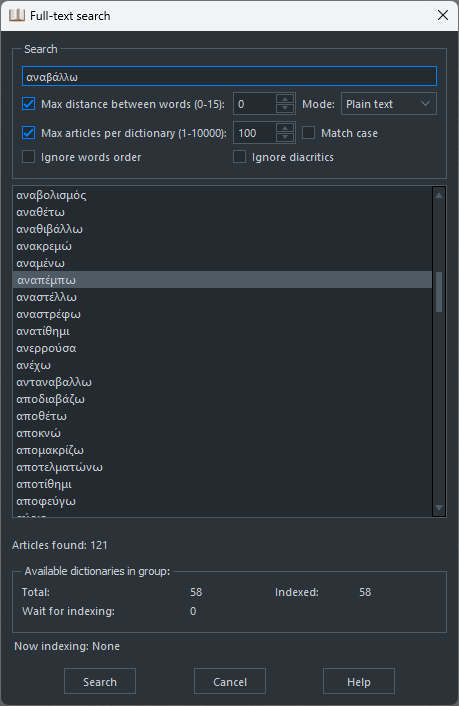 Full-text search
Search
αναβάλλω
Max distance between words (0-15): 0 Mode: Plain text
Max articles per dictionary (1-10000): 100 Match case
Ignore words order Ignore diacritics
αναβολισμός
αναθέτω
αναθιβάλλω
ανακρεμώ
αναμένω
αναπέμπω
αναστέλλω
αναστρέφω
ανατίθημι
ανερρούσα
ανέχω
ανταναβαλλω
αποδιαβάζω
αποθέτω
αποκνώ
απομακρίζω
αποτελματώνω
αποτίθημι
αποφεύγω
Articles found: 121
Available dictionaries in group:
Total: 58 Indexed: 58
Wait for indexing: 0
Now indexing: None
Search Cancel Help